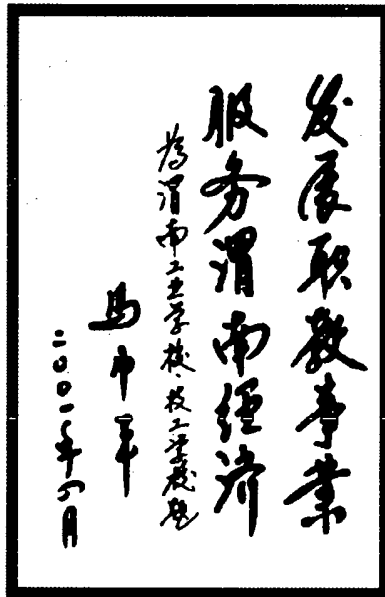 发展职教事业
服务渭南经济
为渭南工业学校、技工学校题
马中平
二〇〇一年四月